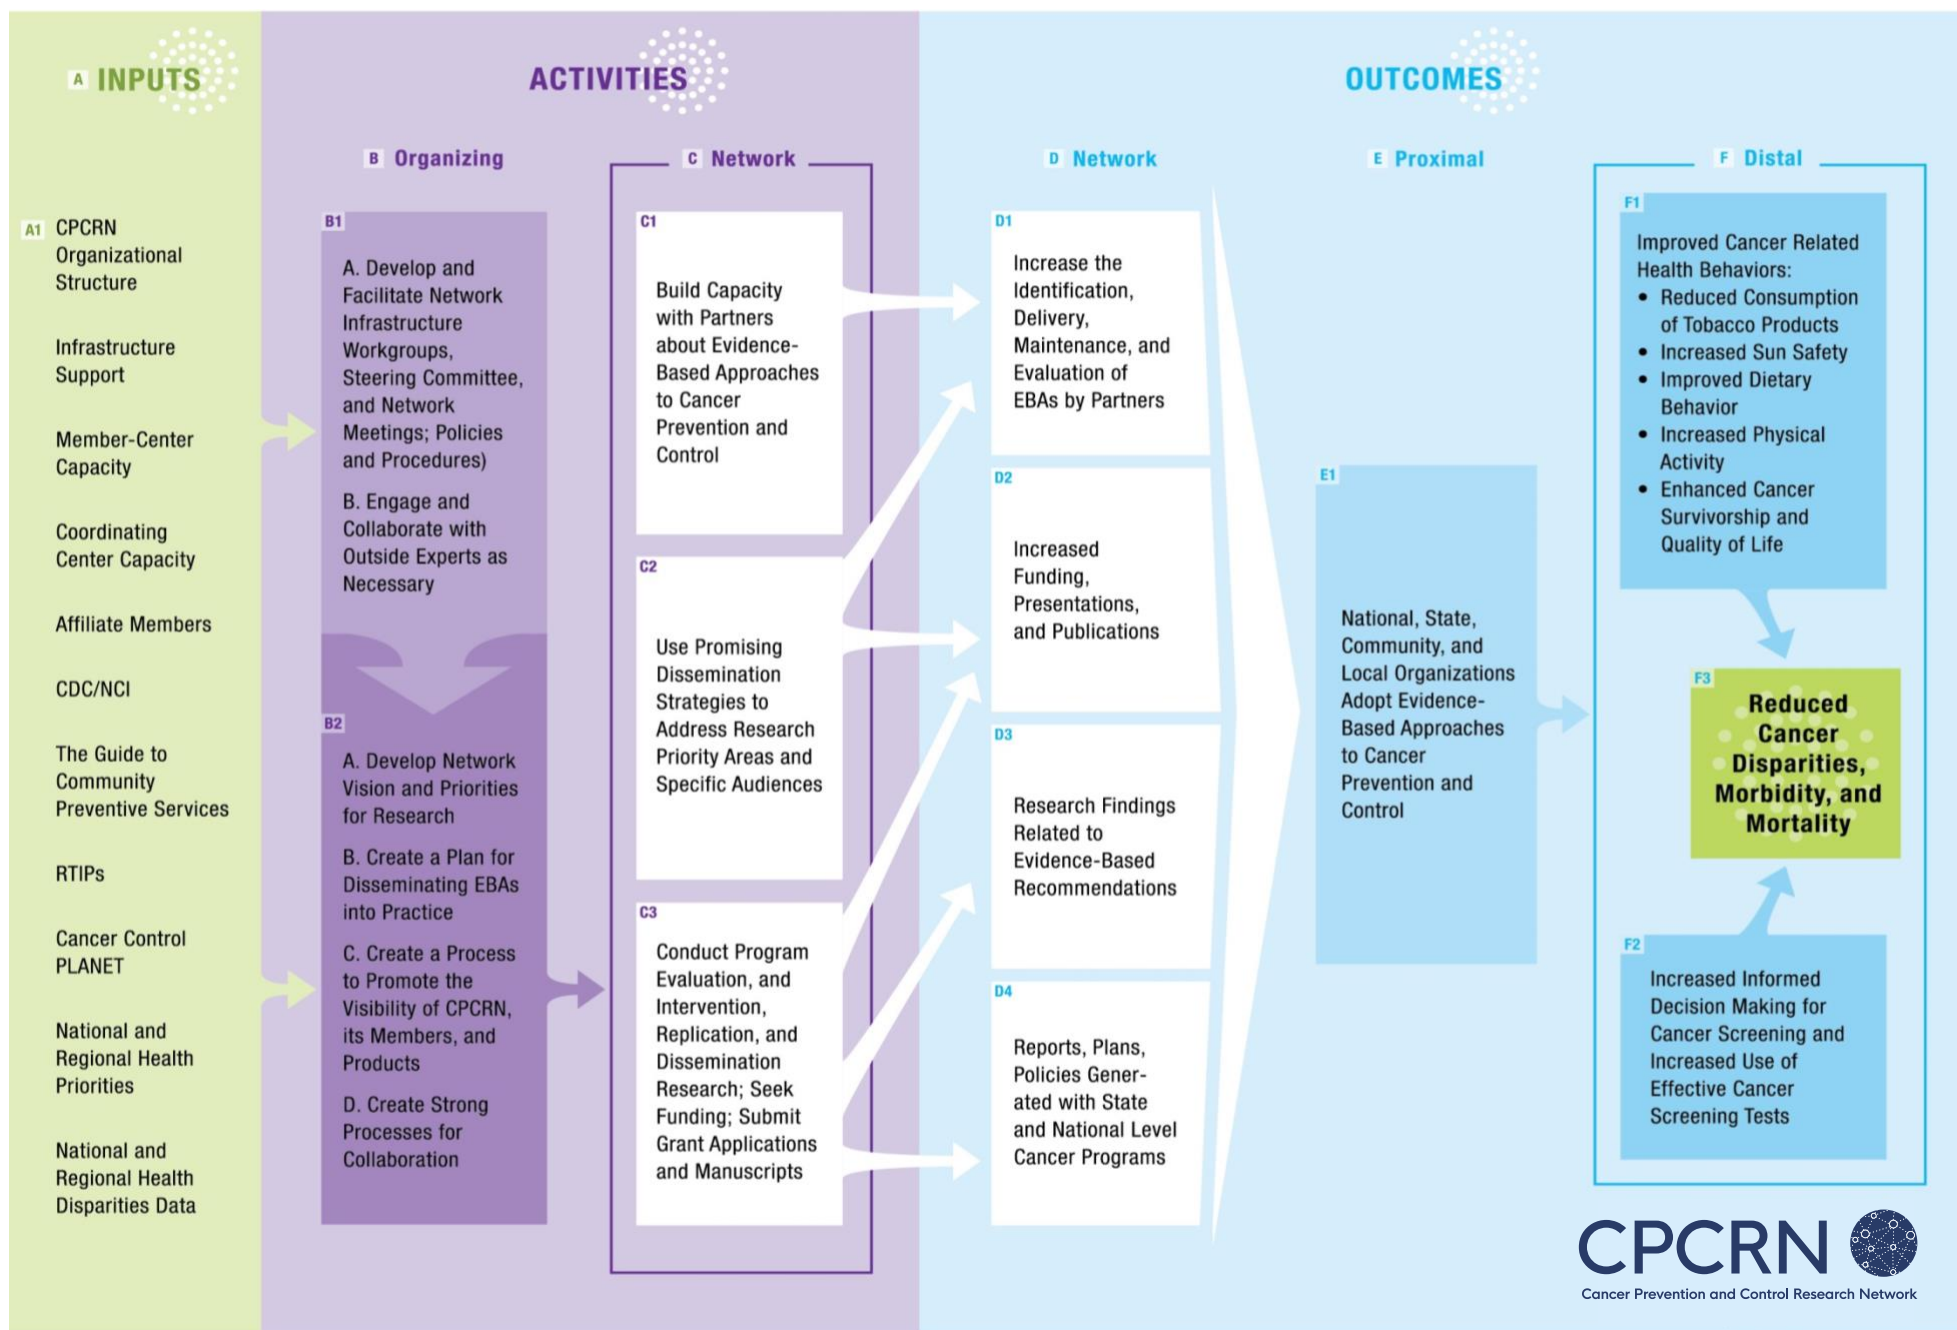 A INPUTS
ACTIVITIES
OUTCOMES
B Organizing
C Network
D Network
E Proximal
F Distal
A1 CPCRN
Organizational
Structure
Infrastructure
Support
Member-Center
Capacity
Coordinating
Center Capacity
Affiliate Members
CDC/NCI
The Guide to
Community
Preventive Services
RTIPs
Cancer Control
PLANET
National and
Regional Health
Priorities
National and
Regional Health
Disparities Data
B1
A. Develop and
Facilitate Network
Infrastructure
Workgroups,
Steering Committee,
and Network
Meetings; Policies
and Procedures)
B. Engage and
Collaborate with
Outside Experts as
Necessary
B2
A. Develop Network
Vision and Priorities
for Research
B. Create a Plan for
Disseminating EBAs
into Practice
C. Create a Process
to Promote the
Visibility of CPCRN,
its Members, and
Products
D. Create Strong
Processes for
Collaboration
C1
Build Capacity
with Partners
about Evidence-
Based Approaches
to Cancer
Prevention and
Control
C2
Use Promising
Dissemination
Strategies to
Address Research
Priority Areas and
Specific Audiences
C3
Conduct Program
Evaluation, and
Intervention,
Replication, and
Dissemination
Research; Seek
Funding; Submit
Grant Applications
and Manuscripts
D1
Increase the
Identification,
Delivery,
Maintenance, and
Evaluation of
EBAs by Partners
D2
Increased
Funding,
Presentations,
and Publications
D3
Research Findings
Related to
Evidence-Based
Recommendations
D4
Reports, Plans,
Policies Gener-
ated with State
and National Level
Cancer Programs
E1
National, State,
Community, and
Local Organizations
Adopt Evidence-
Based Approaches
to Cancer
Prevention and
Control
F1
Improved Cancer Related
Health Behaviors:
• Reduced Consumption
of Tobacco Products
• Increased Sun Safety
• Improved Dietary
Behavior
• Increased Physical
Activity
• Enhanced Cancer
Survivorship and
Quality of Life
F3
Reduced
Cancer
Disparities,
Morbidity, and
Mortality
F2
Increased Informed
Decision Making for
Cancer Screening and
Increased Use of
Effective Cancer
Screening Tests
CPCRN
Cancer Prevention and Control Research Network